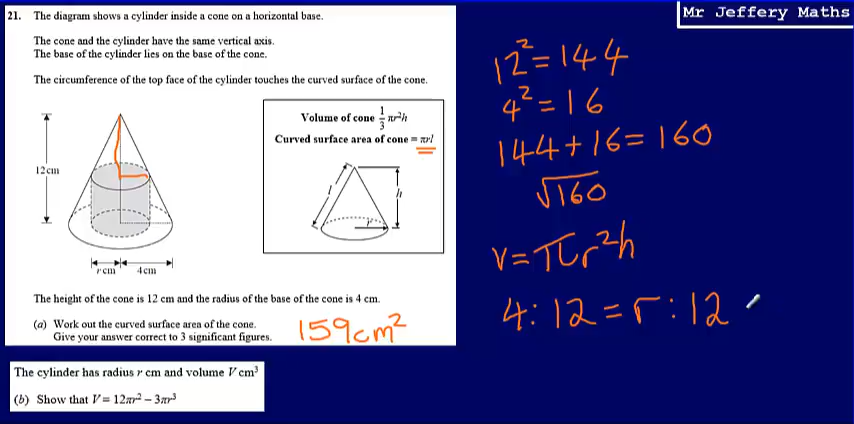 Mr Jeffery Maths
21. The diagram shows a cylinder inside a cone on a horizontal base.
The cone and the cylinder have the same vertical axis.
The base of the cylinder lies on the base of the cone.
The circumference of the top face of the cylinder touches the curved surface of the cone.
Volume of cone 1/3 πr²h
Curved surface area of cone = πrl
12 cm
l
h
r
r cm
4 cm
The height of the cone is 12 cm and the radius of the base of the cone is 4 cm.
(a) Work out the curved surface area of the cone.
Give your answer correct to 3 significant figures.
159cm²
The cylinder has radius r cm and volume V cm³
(b) Show that V = 12πr² – 3πr³
12² = 144
4² = 16
144 + 16 = 160
√160
V = πr²h
4 : 12 = r : 12